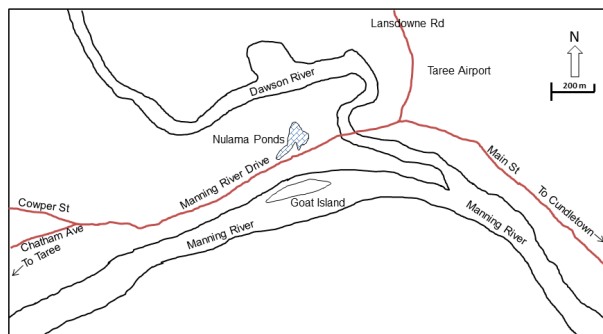 Lansdowne Rd
N
Taree Airport
200 m
Dawson River
Nulama Ponds
Manning River Drive
Main St
To Cundletown
Goat Island
Cowper St
Manning River
Chatham Ave
To Taree
Manning River